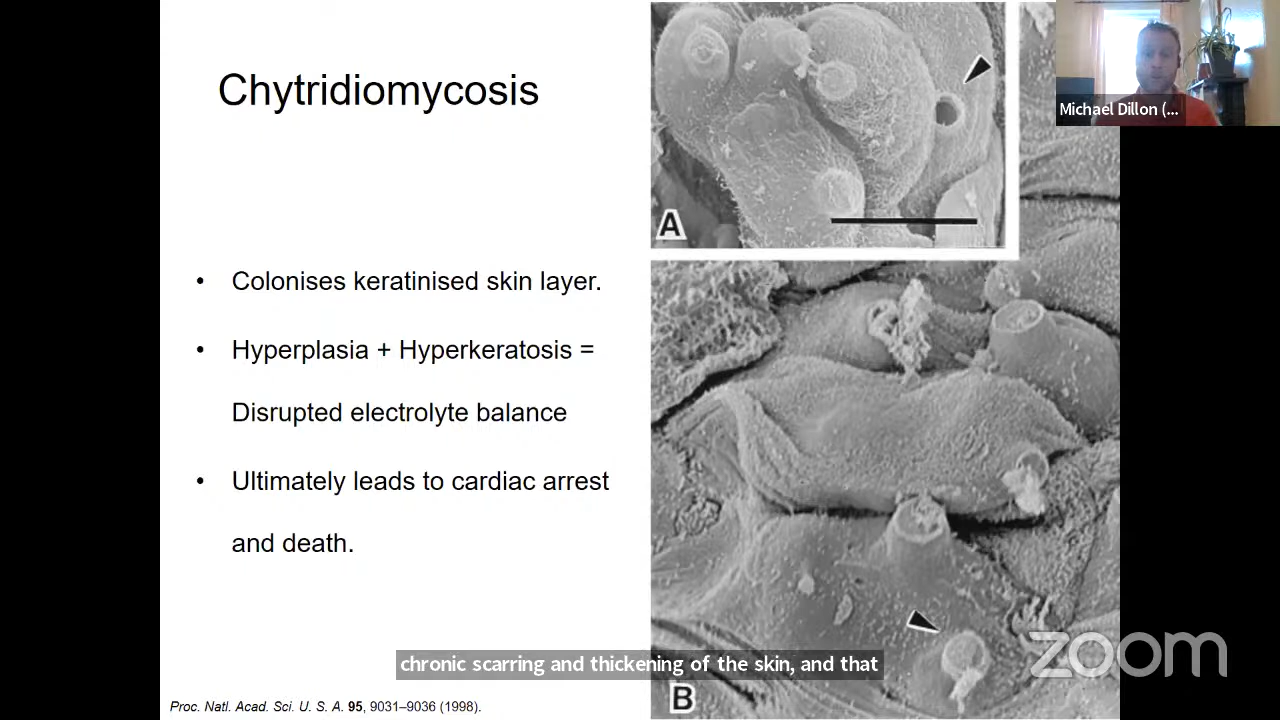 Chytridiomycosis
• Colonises keratinised skin layer.
• Hyperplasia + Hyperkeratosis =
Disrupted electrolyte balance
• Ultimately leads to cardiac arrest
and death.
A
B
Michael Dillon (...
chronic scarring and thickening of the skin, and that
Proc. Natl. Acad. Sci. U. S. A. 95, 9031–9036 (1998).
zoom